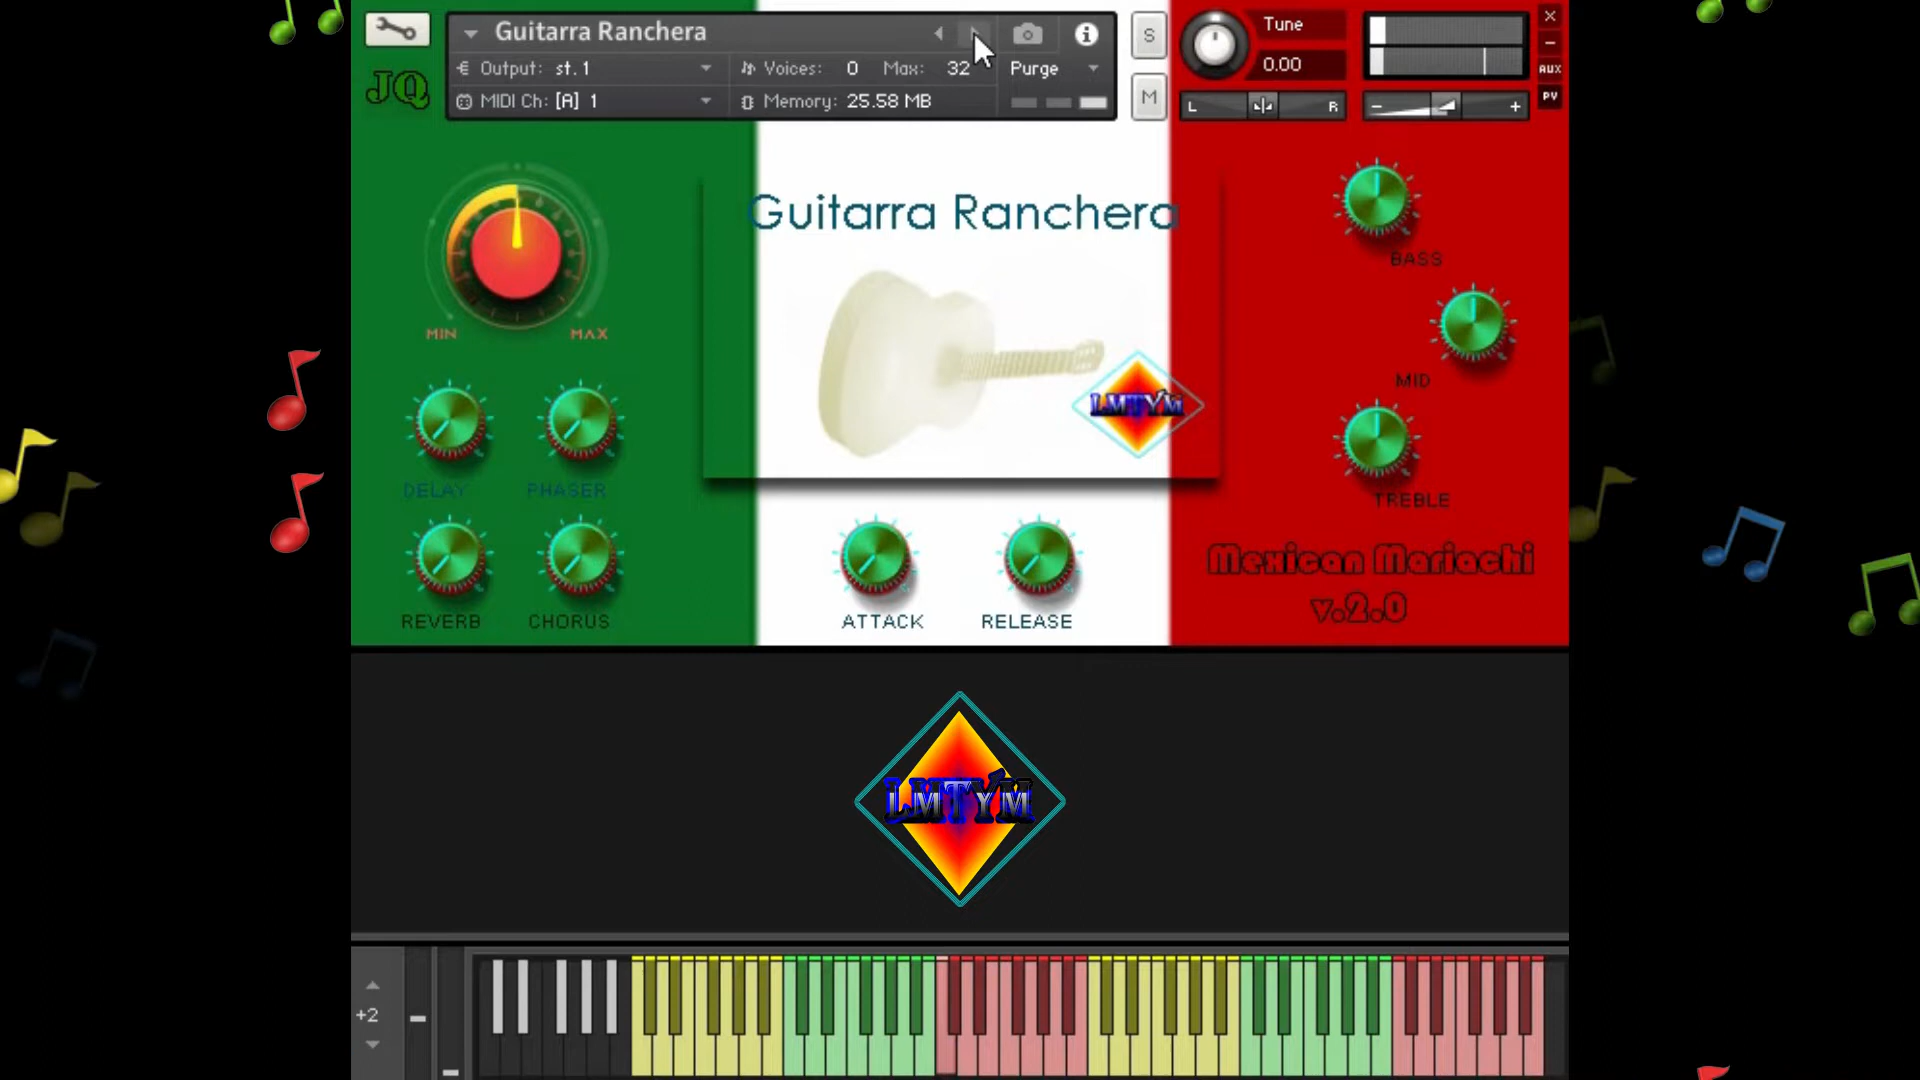 Guitarra Ranchera
Output: st. 1
Voices: 0 Max: 32
Purge
MIDI Ch: [A] 1
Memory: 25.58 MB
S
M
Tune
0.00
L R
- +
×
-
AUX
PV
JQ
Guitarra Ranchera
MIN MAX
DELAY PHASER
REVERB CHORUS
LMTYM
ATTACK RELEASE
BASS
MID
TREBLE
Mexican Mariachi
v.2.0
LMTYM
+2